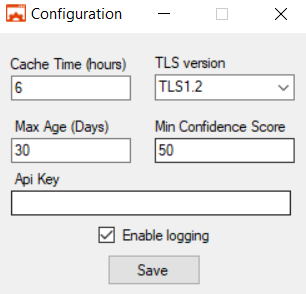 Configuration
Cache Time (hours) TLS version
6 TLS1.2
Max Age (Days) Min Confidence Score
30 50
Api Key
Enable logging
Save